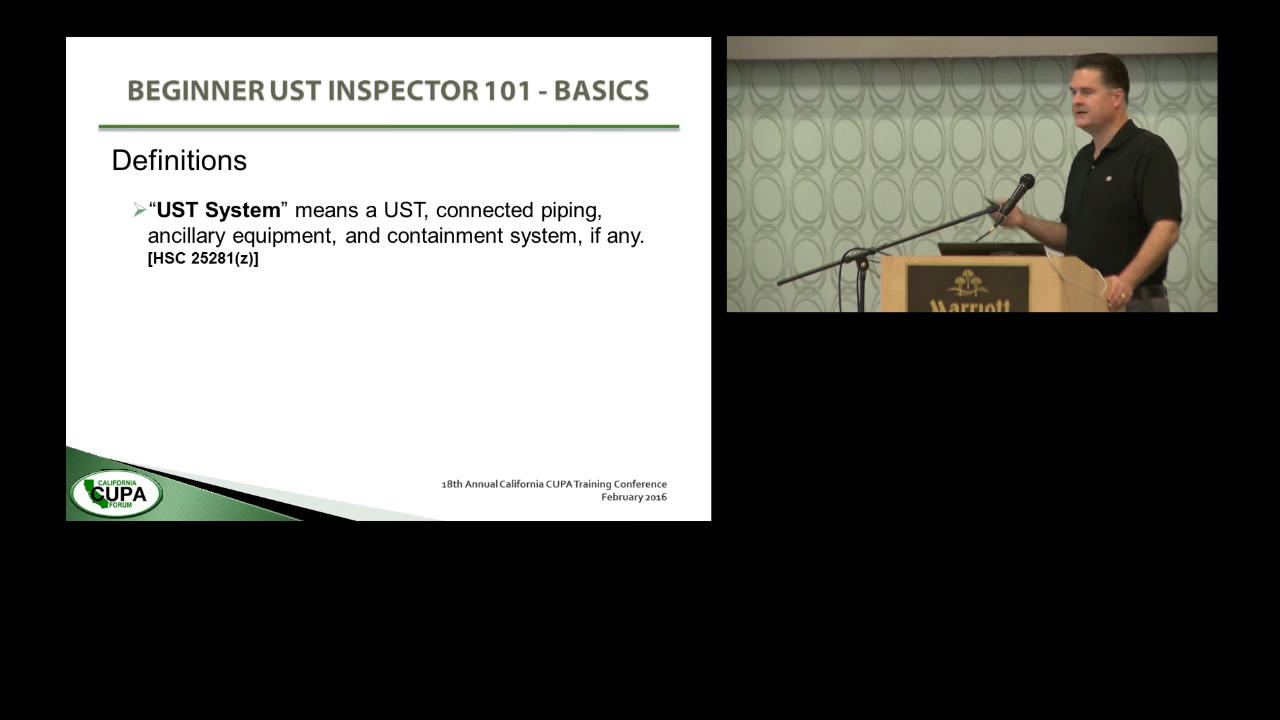 BEGINNER UST INSPECTOR 101 - BASICS
Definitions
“UST System” means a UST, connected piping,
ancillary equipment, and containment system, if any.
[HSC 25281(z)]
18th Annual California CUPA Training Conference
February 2016
CALIFORNIA
CUPA
FORUM
Marriott